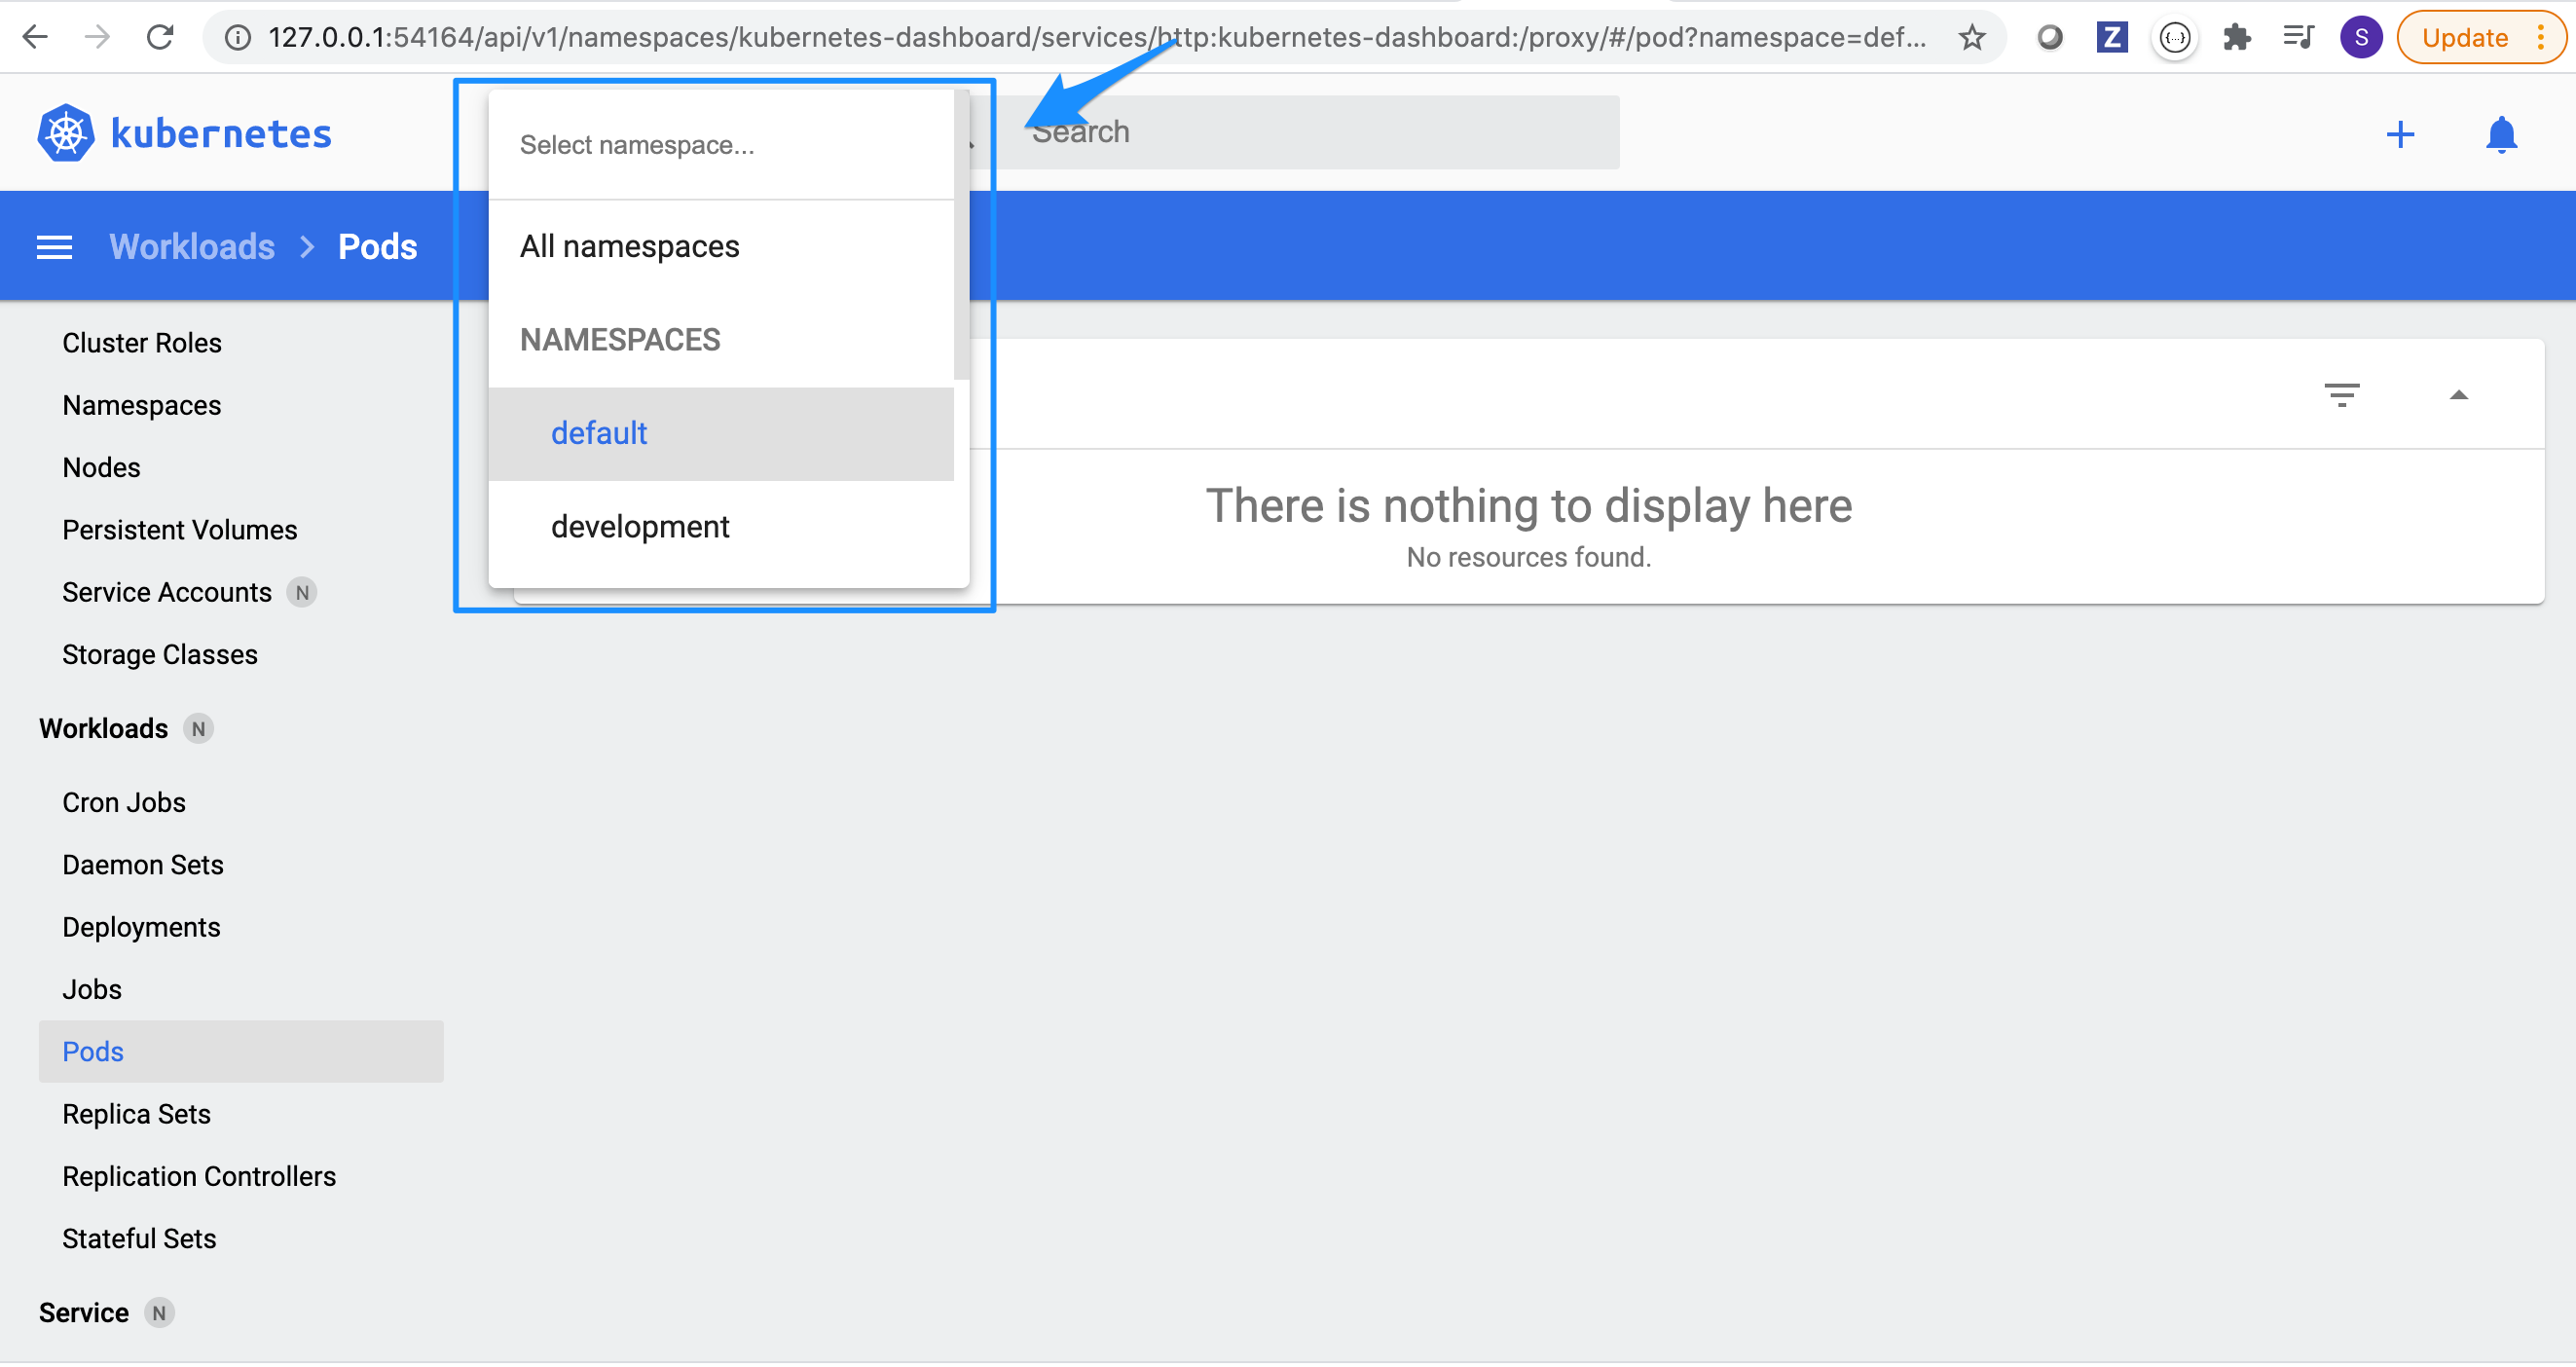 127.0.0.1:54164/api/v1/namespaces/kubernetes-dashboard/services/http:kubernetes-dashboard:/proxy/#/pod?namespace=def...
Z
{...}
S
Update
kubernetes
Select namespace...
Search
Workloads > Pods
All namespaces
NAMESPACES
default
development
Cluster Roles
Namespaces
Nodes
Persistent Volumes
Service Accounts N
Storage Classes
Workloads N
Cron Jobs
Daemon Sets
Deployments
Jobs
Pods
Replica Sets
Replication Controllers
Stateful Sets
Service N
There is nothing to display here
No resources found.